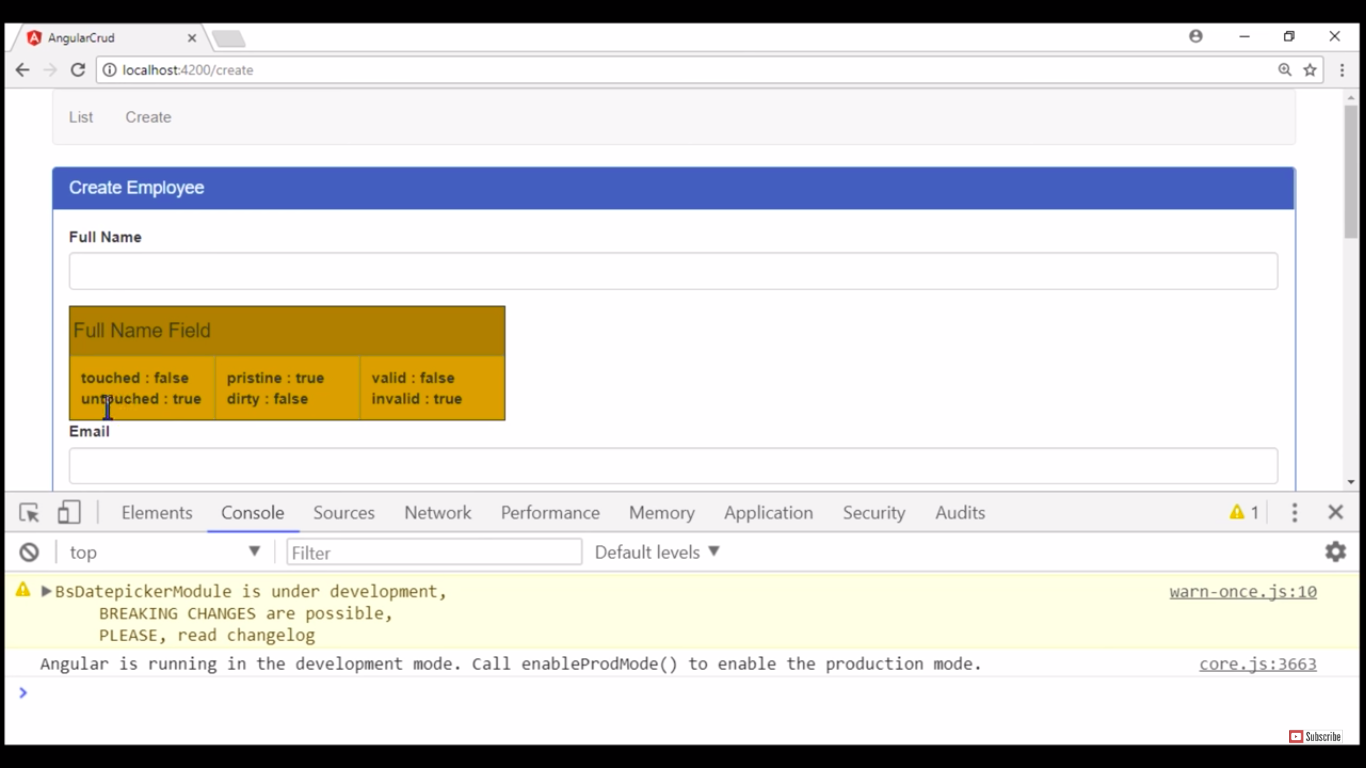 AngularCrud
localhost:4200/create
List Create
Create Employee
Full Name
Full Name Field
touched : false pristine : true valid : false
untouched : true dirty : false invalid : true
Email
Elements Console Sources Network Performance Memory Application Security Audits 1
top Filter Default levels
BsDatepickerModule is under development, warn-once.js:10
BREAKING CHANGES are possible,
PLEASE, read changelog
Angular is running in the development mode. Call enableProdMode() to enable the production mode. core.js:3663
Subscribe